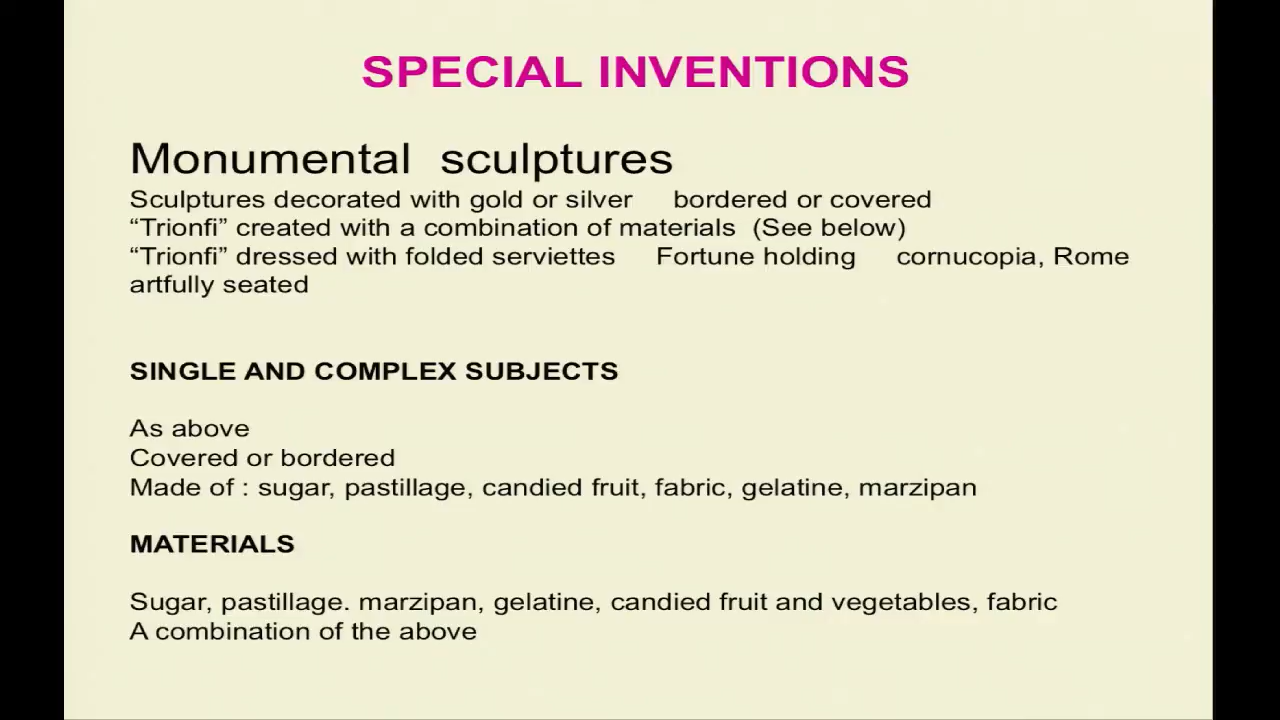 SPECIAL INVENTIONS
Monumental sculptures
Sculptures decorated with gold or silver bordered or covered
“Trionfi” created with a combination of materials (See below)
“Trionfi” dressed with folded serviettes Fortune holding cornucopia, Rome
artfully seated
SINGLE AND COMPLEX SUBJECTS
As above
Covered or bordered
Made of : sugar, pastillage, candied fruit, fabric, gelatine, marzipan
MATERIALS
Sugar, pastillage. marzipan, gelatine, candied fruit and vegetables, fabric
A combination of the above